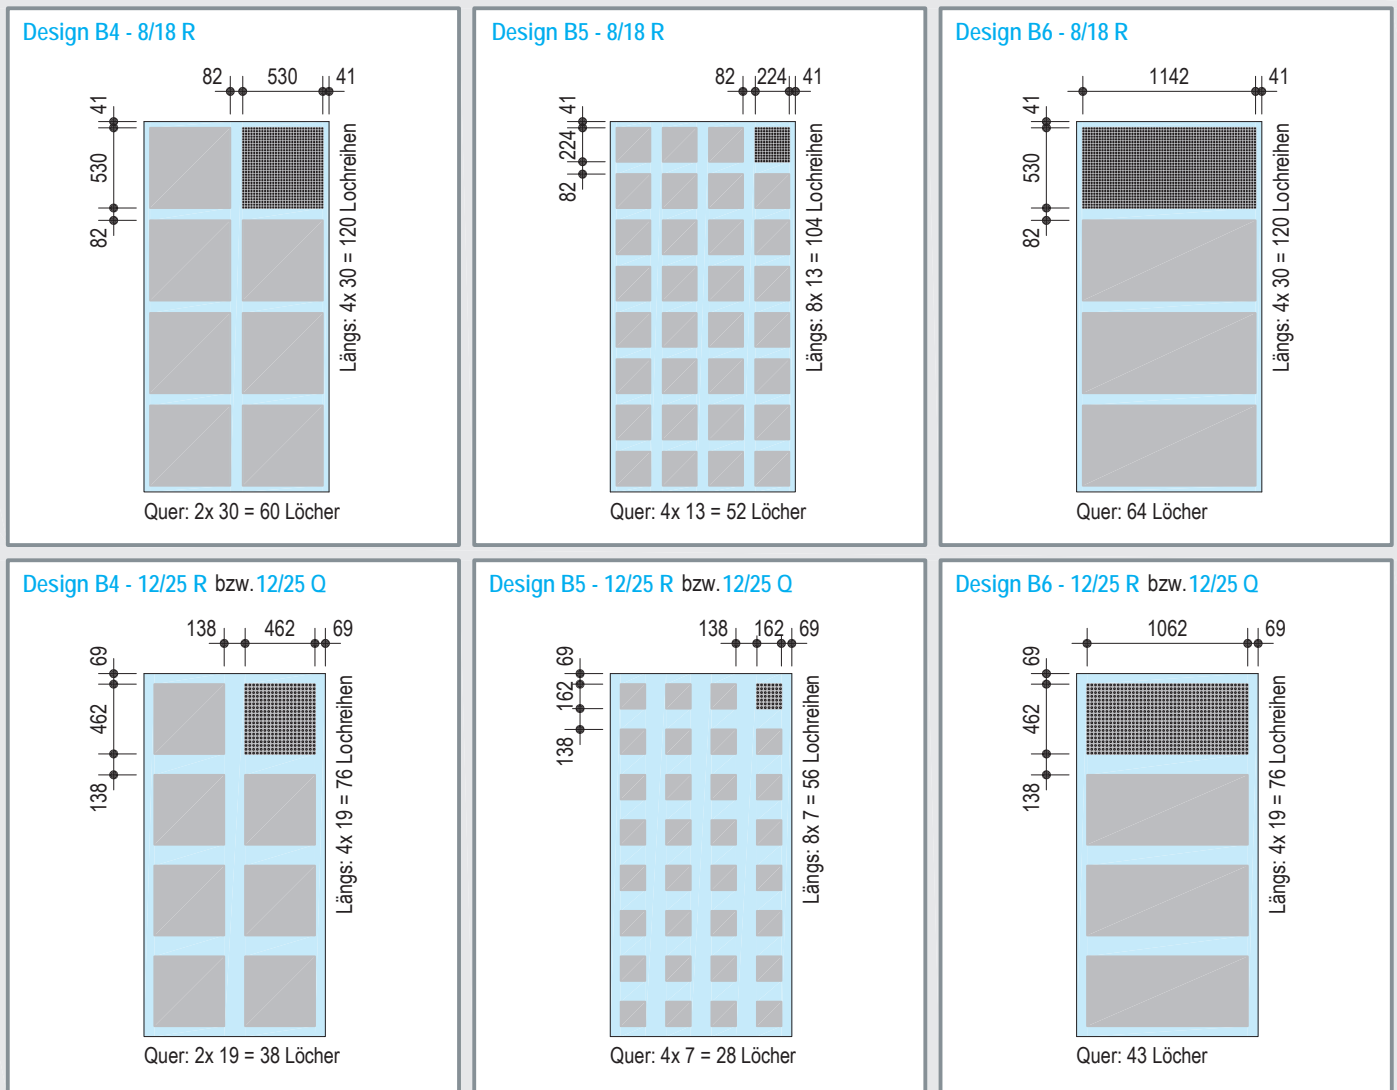 Design B4 - 8/18 R
82 530 41
41
530
82
Längs: 4x 30 = 120 Lochreihen
Quer: 2x 30 = 60 Löcher
Design B5 - 8/18 R
82 224 41
41
224
82
Längs: 8x 13 = 104 Lochreihen
Quer: 4x 13 = 52 Löcher
Design B6 - 8/18 R
1142 41
41
530
82
Längs: 4x 30 = 120 Lochreihen
Quer: 64 Löcher
Design B4 - 12/25 R bzw. 12/25 Q
138 462 69
69
462
138
Längs: 4x 19 = 76 Lochreihen
Quer: 2x 19 = 38 Löcher
Design B5 - 12/25 R bzw. 12/25 Q
138 162 69
69
162
138
Längs: 8x 7 = 56 Lochreihen
Quer: 4x 7 = 28 Löcher
Design B6 - 12/25 R bzw. 12/25 Q
1062 69
69
462
138
Längs: 4x 19 = 76 Lochreihen
Quer: 43 Löcher